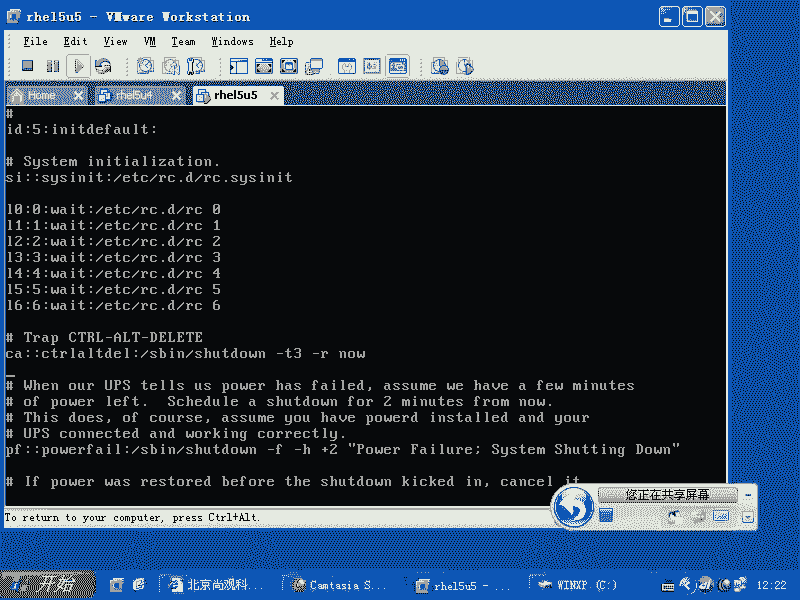 rhel5u5 - VMware Workstation
File Edit View VM Team Windows Help
Home rhel5u4 rhel5u5
#
id:5:initdefault:
# System initialization.
si::sysinit:/etc/rc.d/rc.sysinit
l0:0:wait:/etc/rc.d/rc 0
l1:1:wait:/etc/rc.d/rc 1
l2:2:wait:/etc/rc.d/rc 2
l3:3:wait:/etc/rc.d/rc 3
l4:4:wait:/etc/rc.d/rc 4
l5:5:wait:/etc/rc.d/rc 5
l6:6:wait:/etc/rc.d/rc 6
# Trap CTRL-ALT-DELETE
ca::ctrlaltdel:/sbin/shutdown -t3 -r now
# When our UPS tells us power has failed, assume we have a few minutes
# of power left.  Schedule a shutdown for 2 minutes from now.
# This does, of course, assume you have powerd installed and your
# UPS connected and working correctly.
pf::powerfail:/sbin/shutdown -f -h +2 "Power Failure; System Shutting Down"
# If power was restored before the shutdown kicked in, cancel it
您正在共享屏幕
To return to your computer, press Ctrl+Alt.
开始 北京尚观科... Camtasia S... rhel5u5 - ... WINXP (C:) 12:22